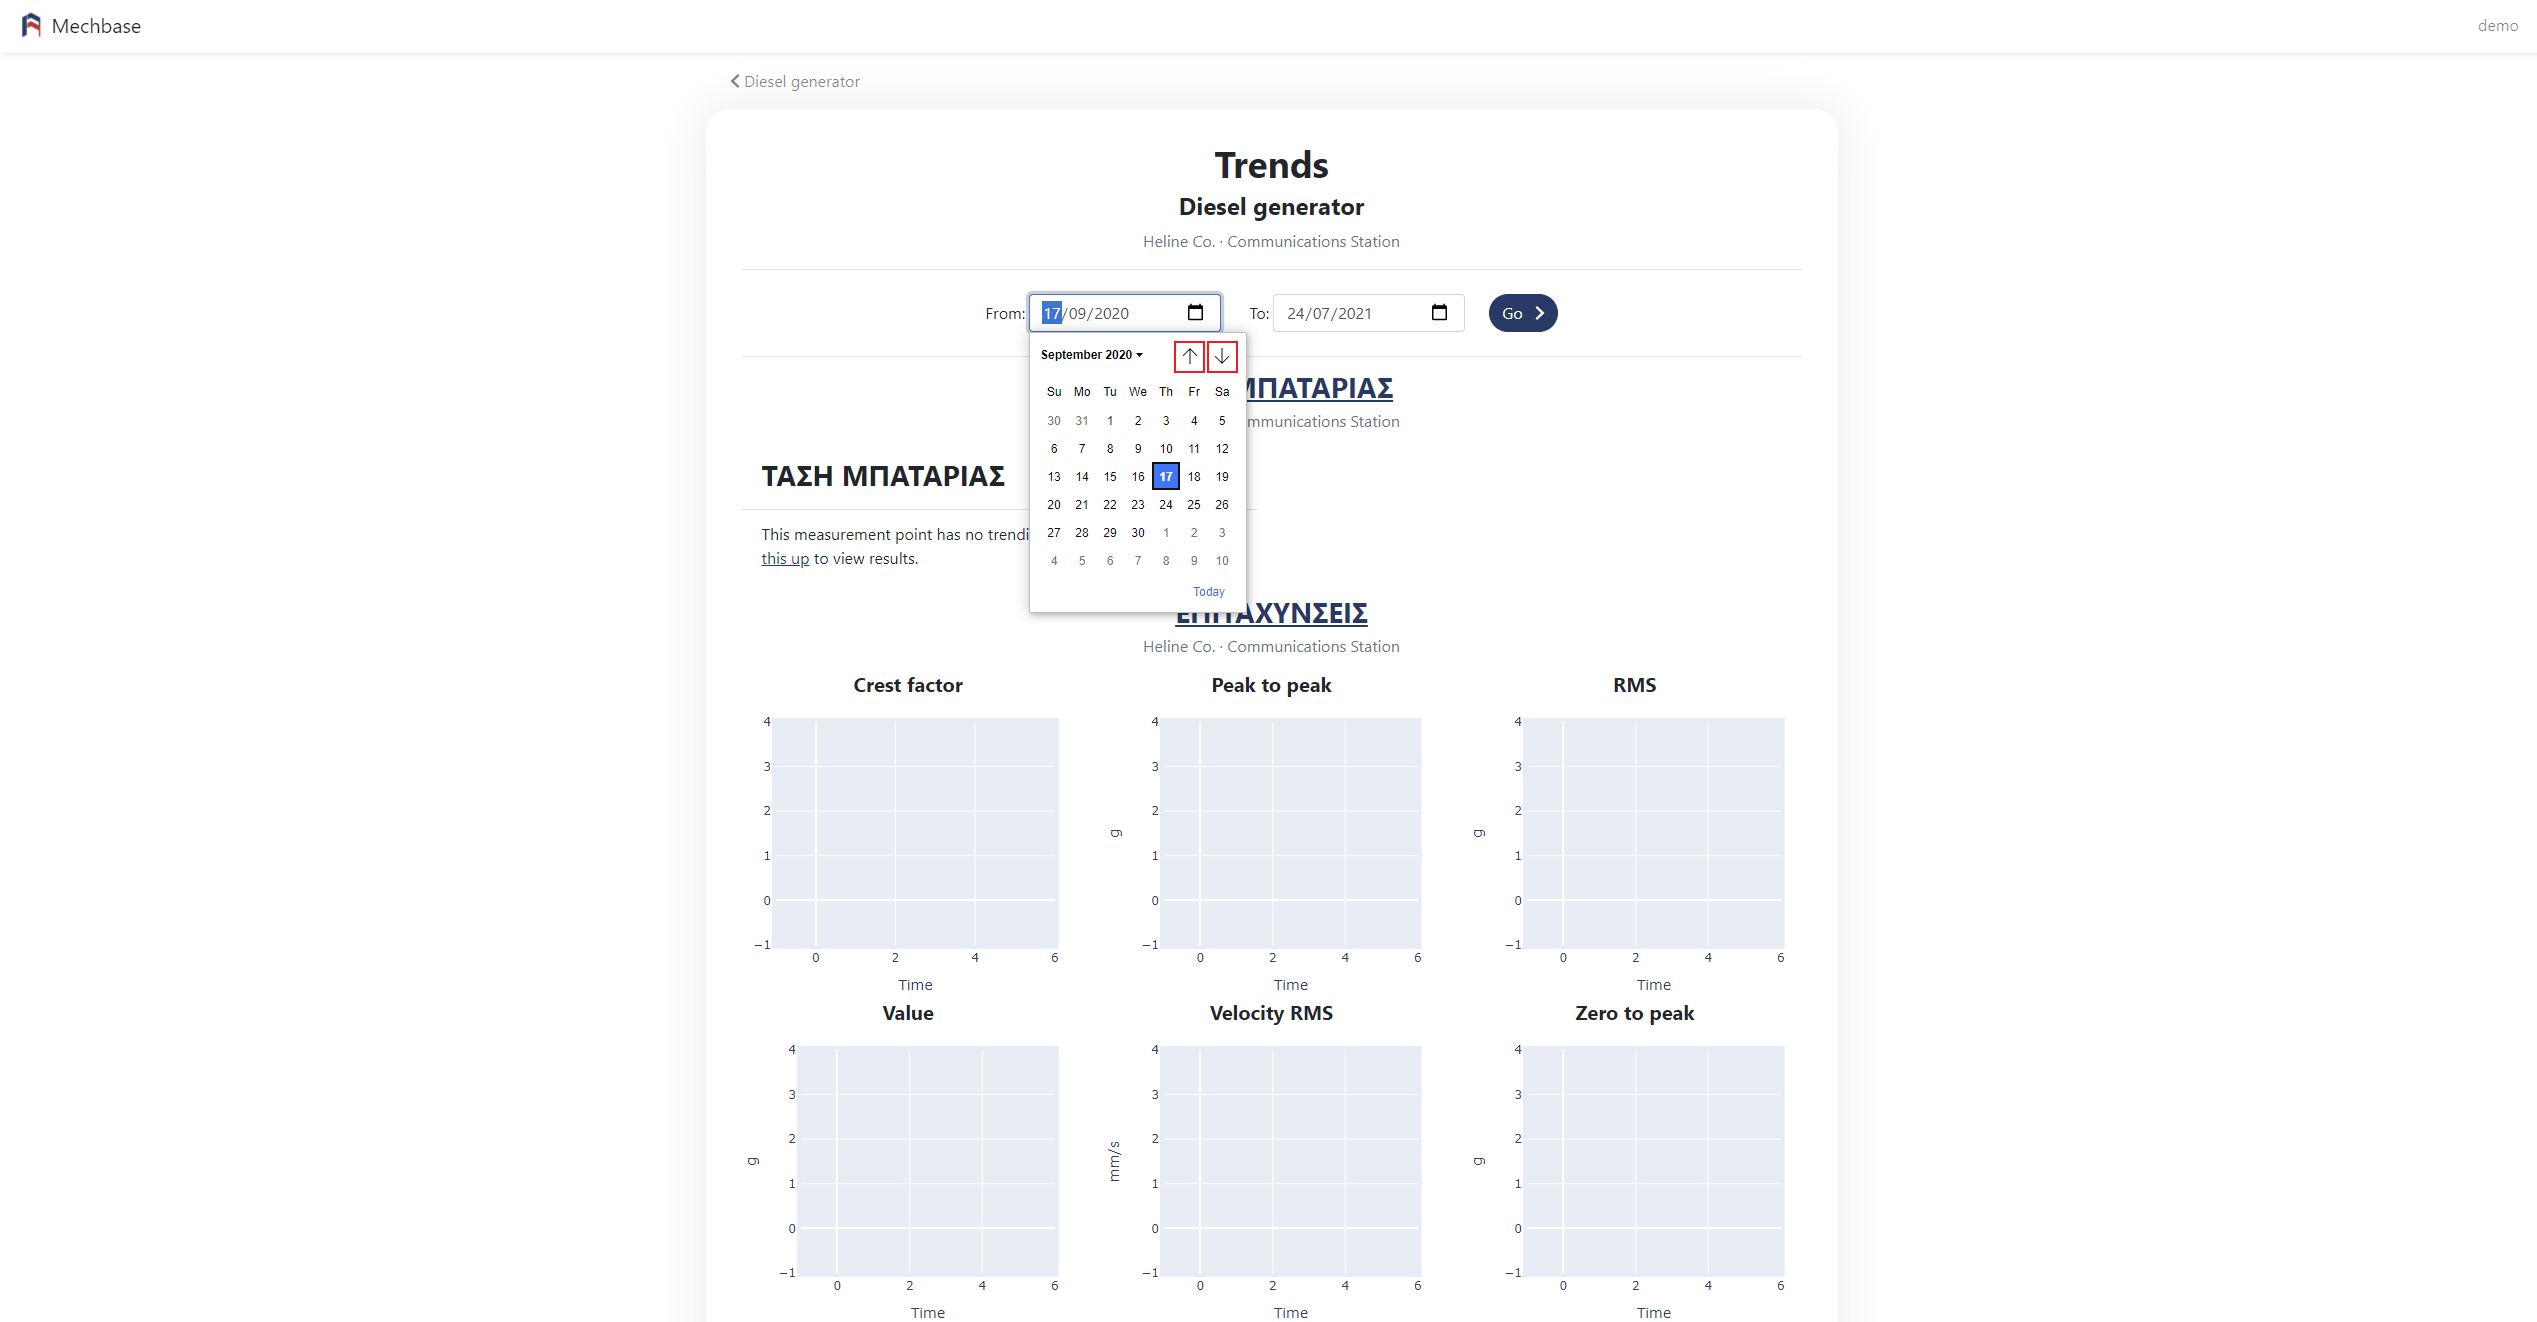 Mechbase
demo
Diesel generator
Trends
Diesel generator
Heline Co. · Communications Station
From: 17/09/2020 To: 24/07/2021 Go
September 2020
Su Mo Tu We Th Fr Sa
30 31 1 2 3 4 5
6 7 8 9 10 11 12
13 14 15 16 17 18 19
20 21 22 23 24 25 26
27 28 29 30 1 2 3
4 5 6 7 8 9 10
Today
ΜΠΑΤΑΡΙΑΣ
mmunications Station
ΤΑΣΗ ΜΠΑΤΑΡΙΑΣ
This measurement point has no trendi
this up to view results.
ΕΠΙΤΑΧΥΝΣΕΙΣ
Heline Co. · Communications Station
Crest factor
4
3
2
1
0
−1
0 2 4 6
Time
Peak to peak
g
4
3
2
1
0
−1
0 2 4 6
Time
RMS
g
4
3
2
1
0
−1
0 2 4 6
Time
Value
g
4
3
2
1
0
−1
0 2 4 6
Time
Velocity RMS
mm/s
4
3
2
1
0
−1
0 2 4 6
Time
Zero to peak
g
4
3
2
1
0
−1
0 2 4 6
Time